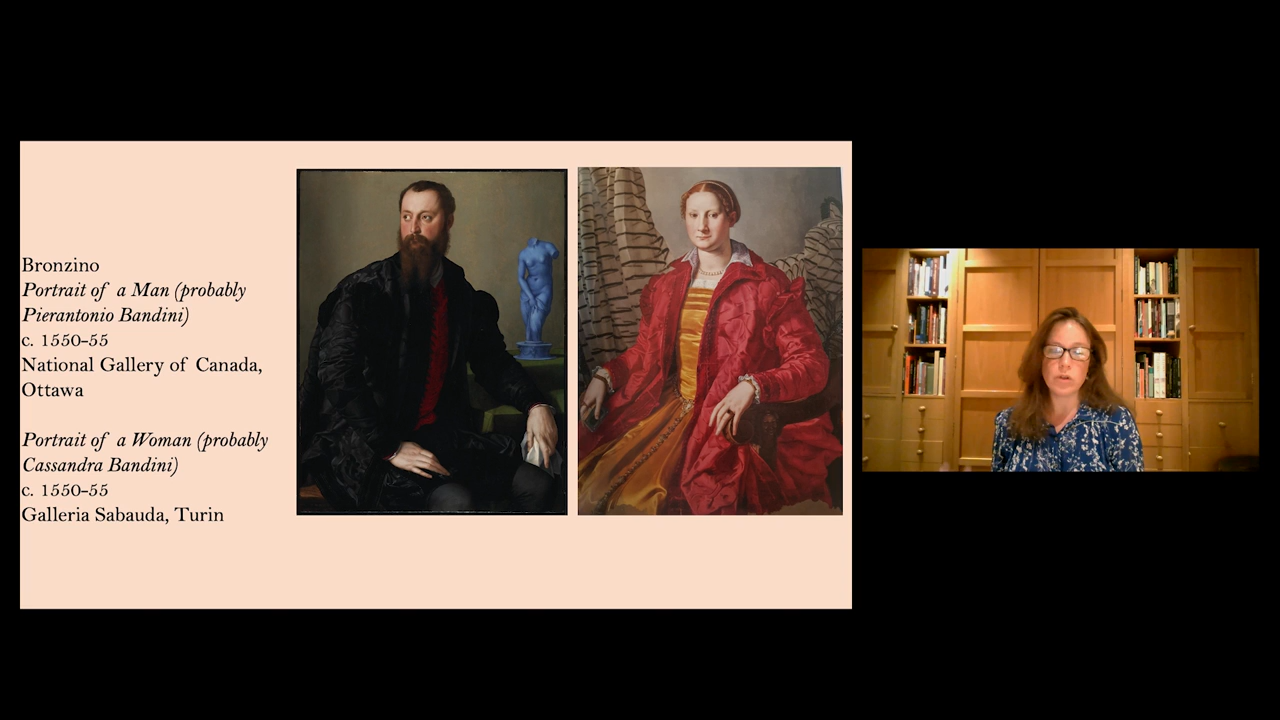 Bronzino
Portrait of a Man (probably
Pierantonio Bandini)
c. 1550-55
National Gallery of Canada,
Ottawa
Portrait of a Woman (probably
Cassandra Bandini)
c. 1550-55
Galleria Sabauda, Turin